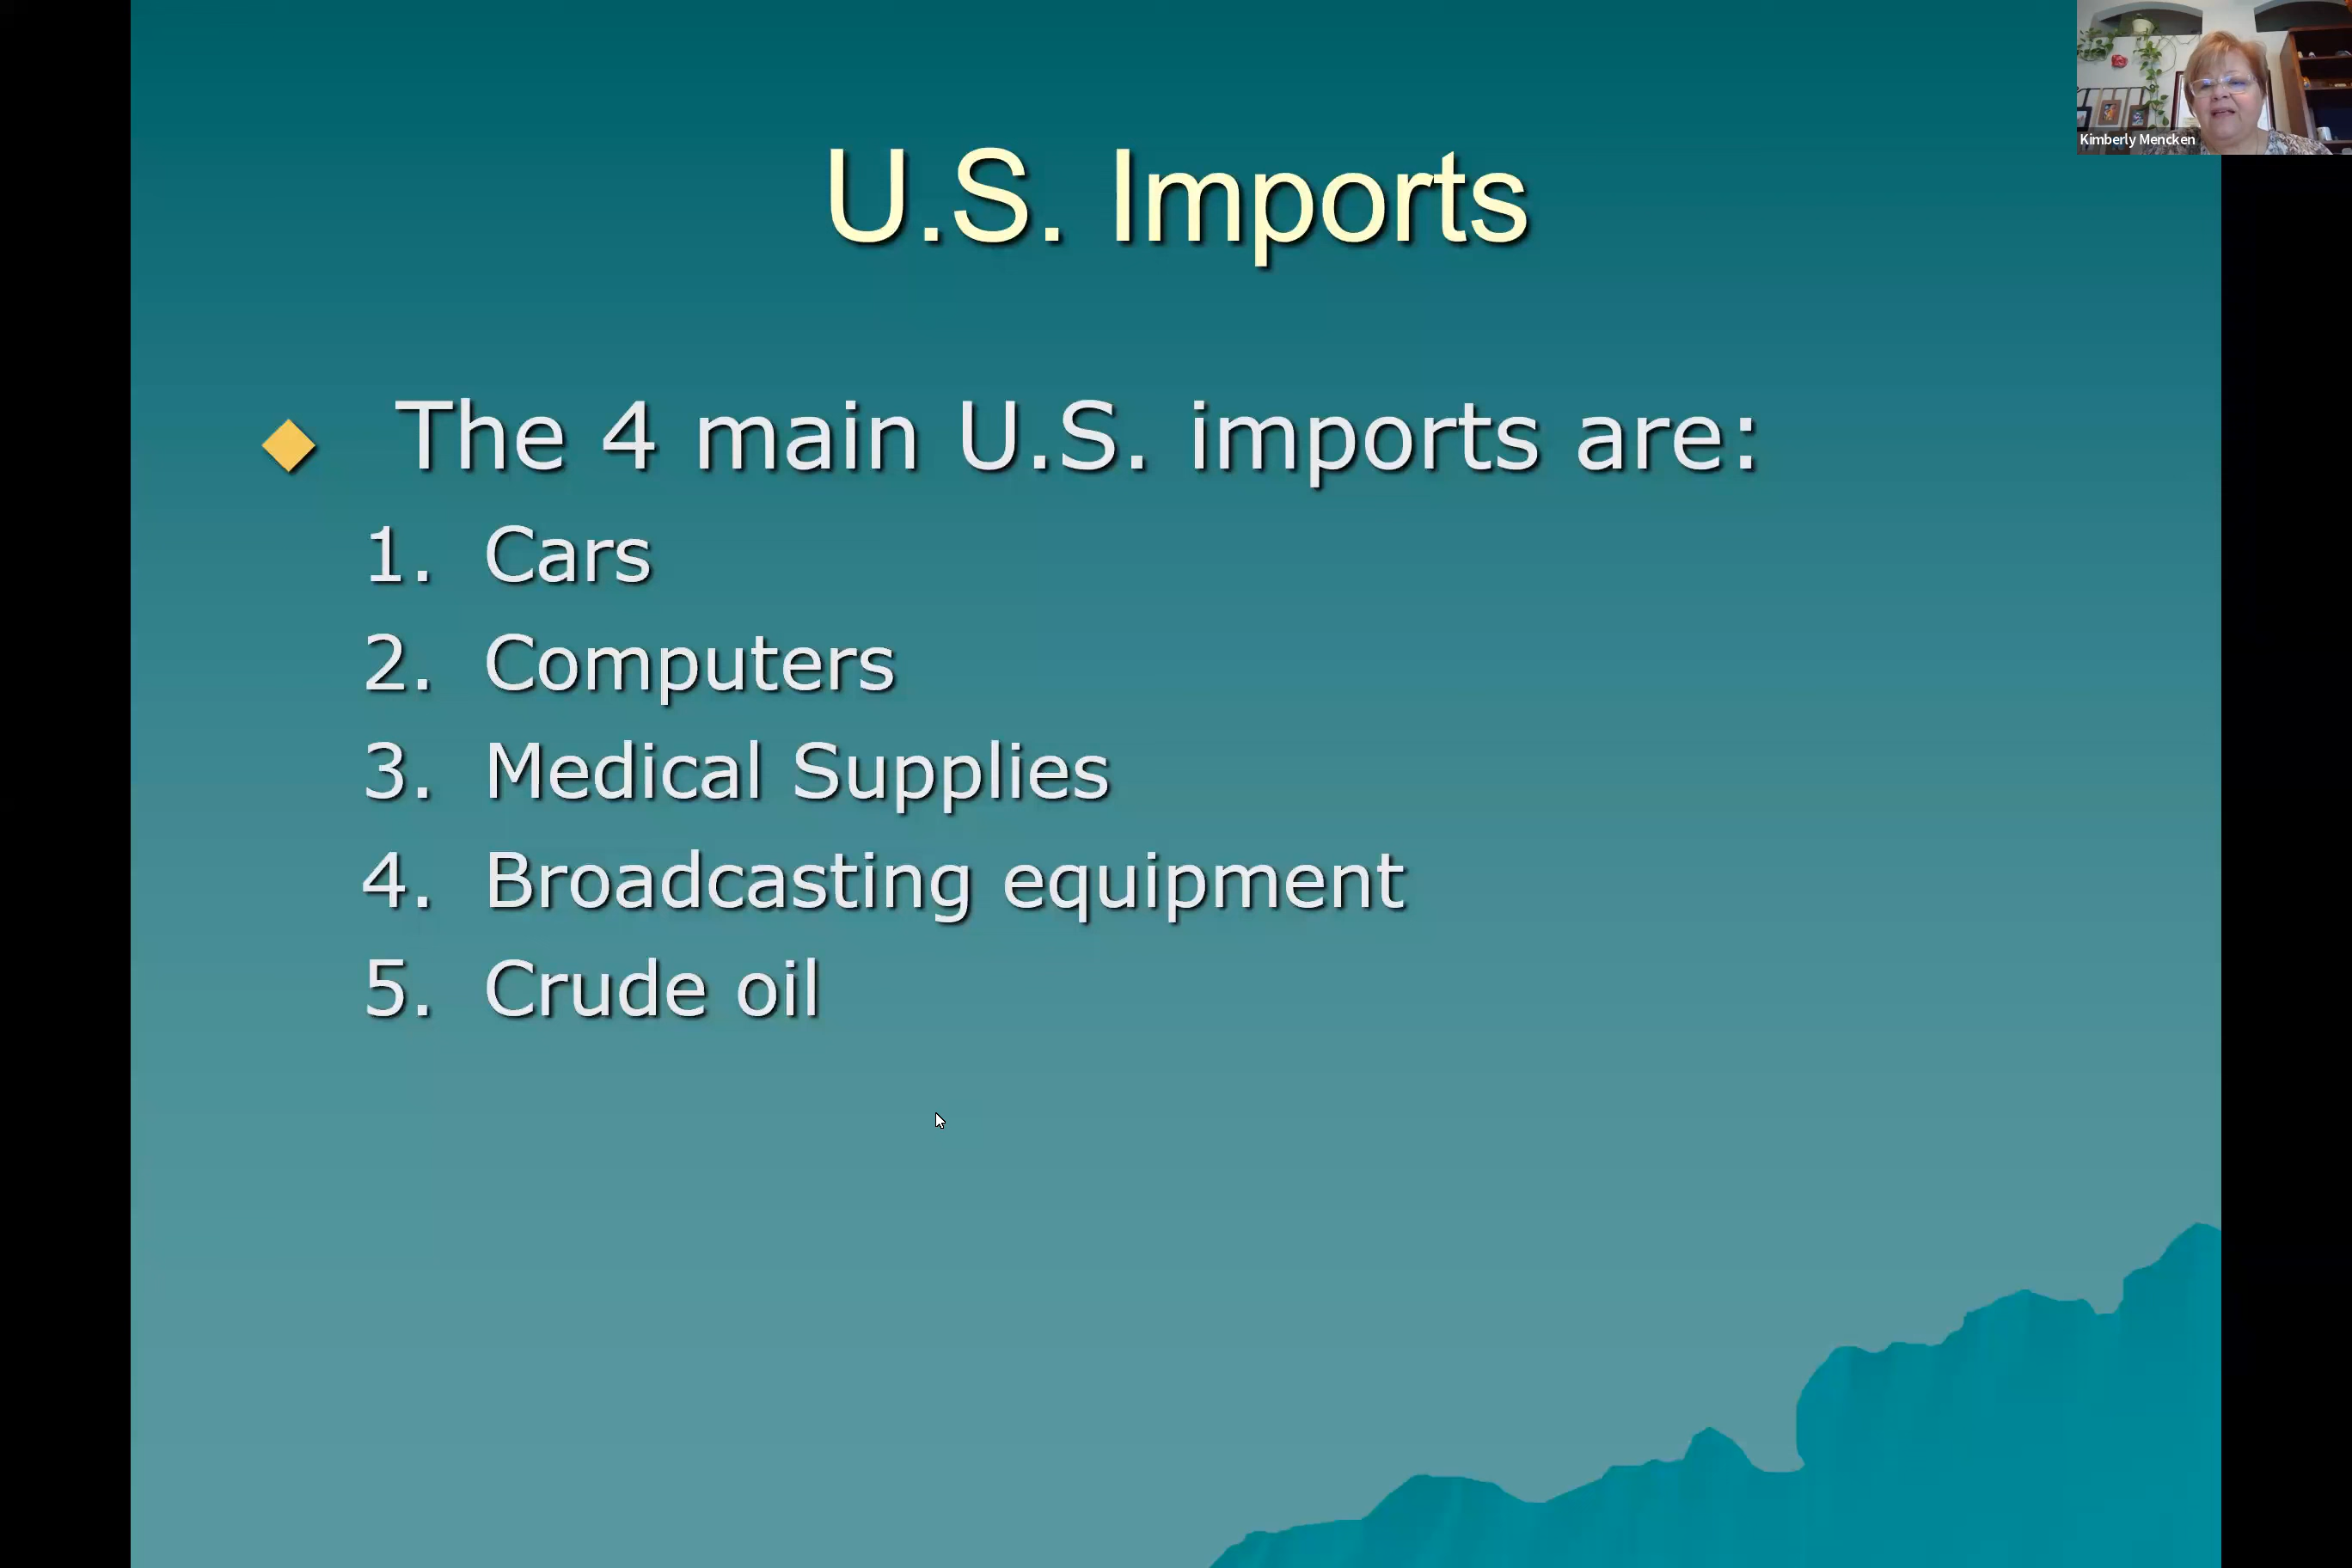 Kimberly Mencken
U.S. Imports
The 4 main U.S. imports are:
1. Cars
2. Computers
3. Medical Supplies
4. Broadcasting equipment
5. Crude oil